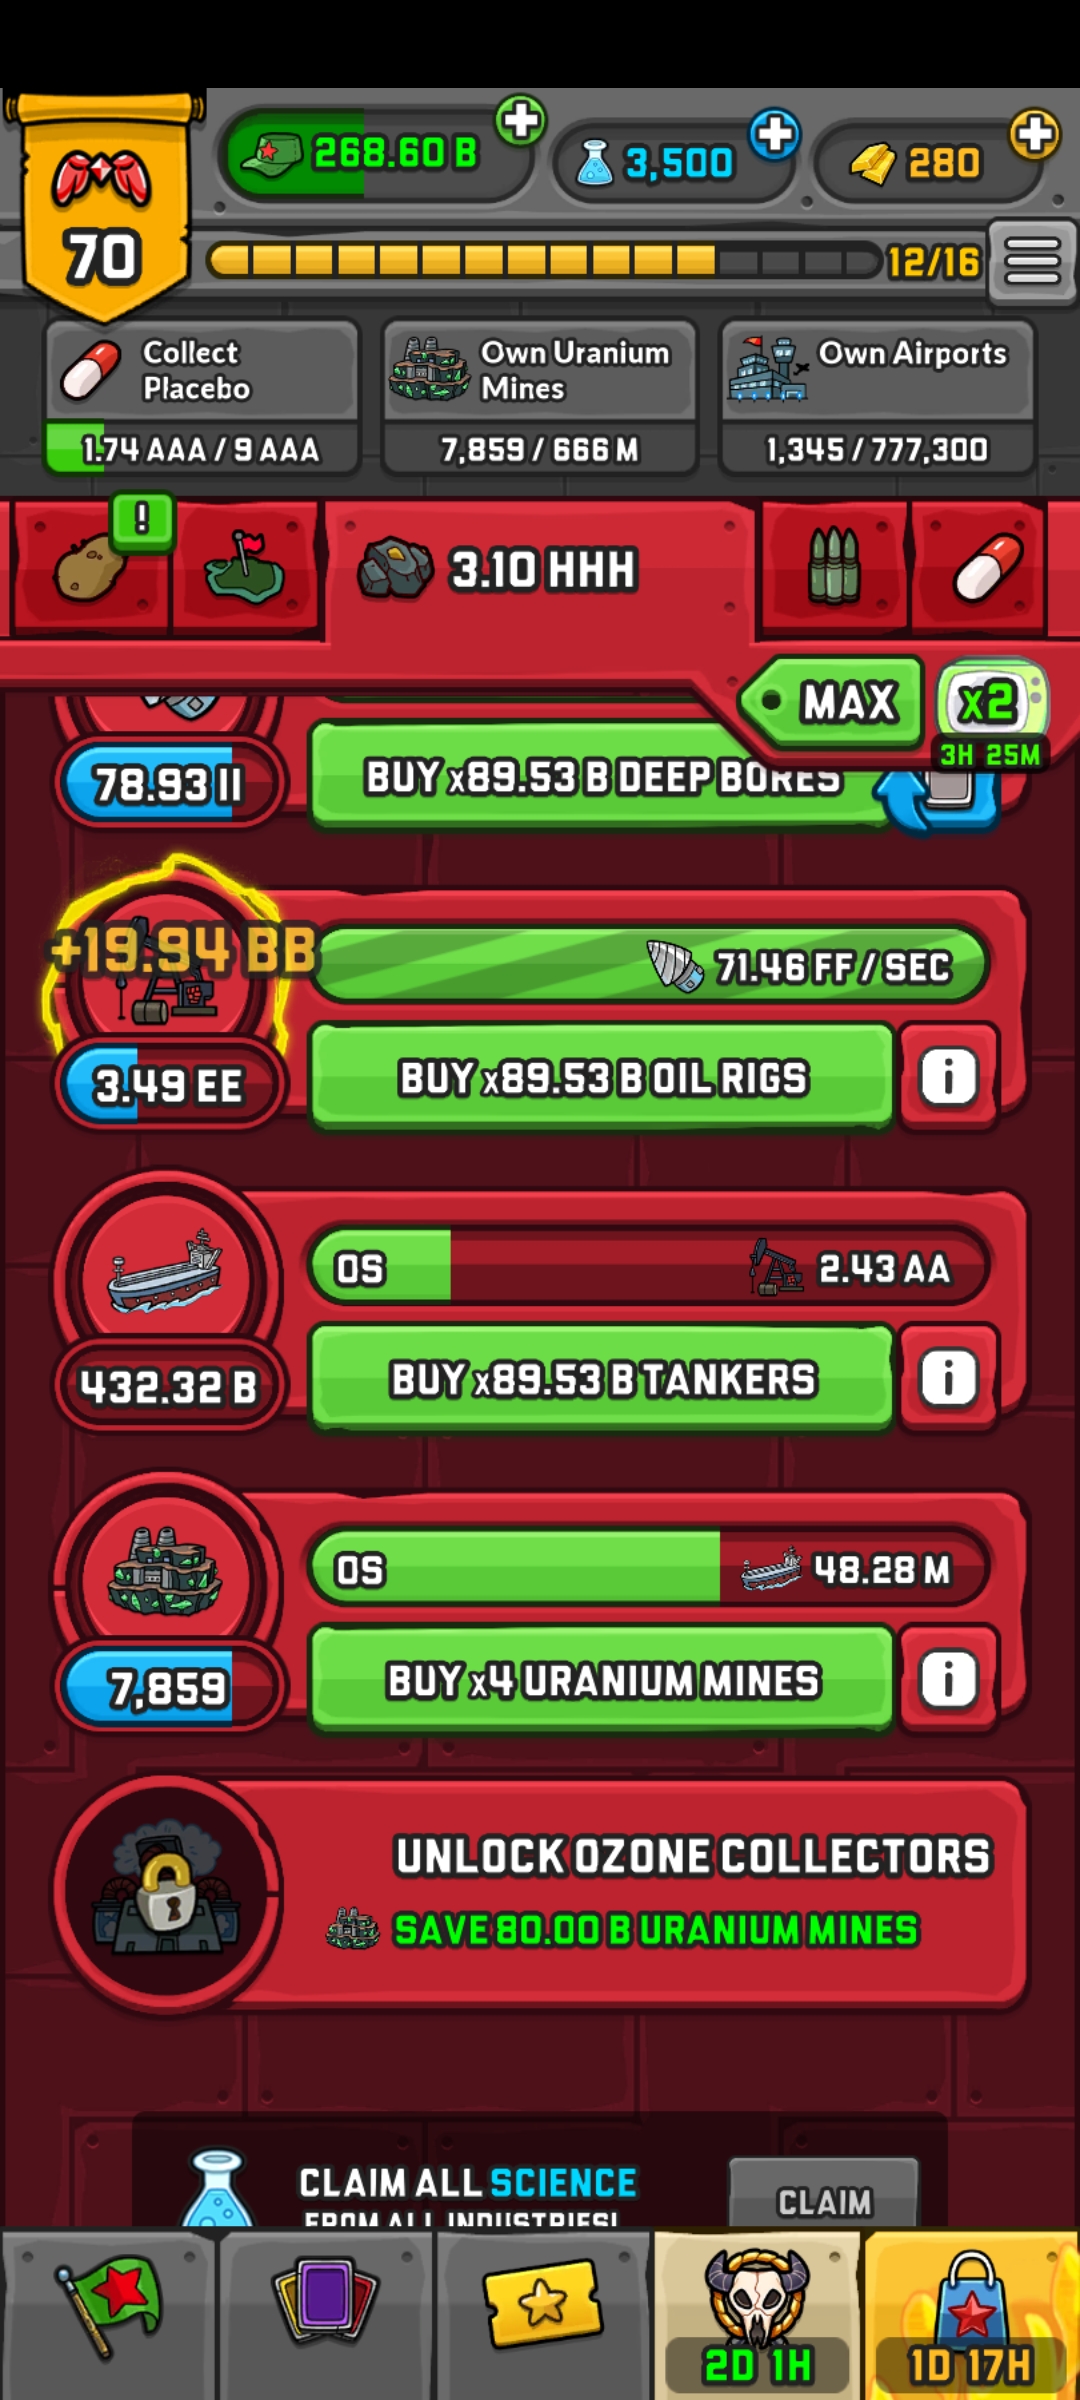 70
268.60 B
3,500
280
12/16
Collect Placebo
1.74 AAA / 9 AAA
Own Uranium Mines
7,859 / 666 M
Own Airports
1,345 / 777,300
!
3.10 HHH
MAX
x2
3H 25M
78.93 II
BUY x89.53 B DEEP BORES
+19.94 BB
71.46 FF / SEC
3.49 EE
BUY x89.53 B OIL RIGS
i
0S
2.43 AA
432.32 B
BUY x89.53 B TANKERS
i
0S
48.28 M
7,859
BUY x4 URANIUM MINES
i
UNLOCK OZONE COLLECTORS
SAVE 80.00 B URANIUM MINES
CLAIM ALL SCIENCE
FROM ALL INDUSTRIES!
CLAIM
2D 1H
1D 17H